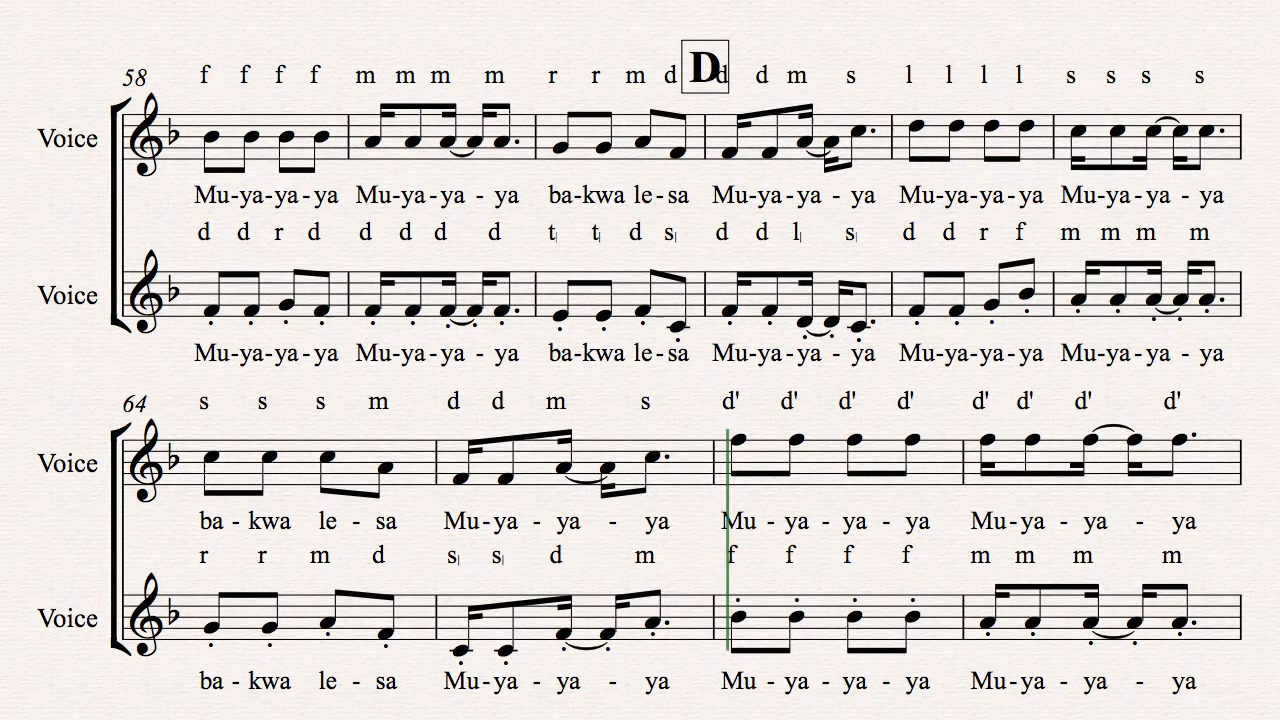 D
58 f f f f m m m m r r m d d d m s l l l l s s s s
Voice
Mu-ya-ya-ya Mu-ya-ya-ya ba-kwa le-sa Mu-ya-ya-ya Mu-ya-ya-ya Mu-ya-ya-ya
d d r d d d d d t| t| d s| d d l| s| d d r f m m m m
Voice
Mu-ya-ya-ya Mu-ya-ya-ya ba-kwa le-sa Mu-ya-ya-ya Mu-ya-ya-ya Mu-ya-ya-ya
64 s s s m d d m s d' d' d' d' d' d' d' d'
Voice
ba-kwa le-sa Mu-ya-ya-ya Mu-ya-ya-ya Mu-ya-ya-ya
r r m d s| s| d m f f f f m m m m
Voice
ba-kwa le-sa Mu-ya-ya-ya Mu-ya-ya-ya Mu-ya-ya-ya